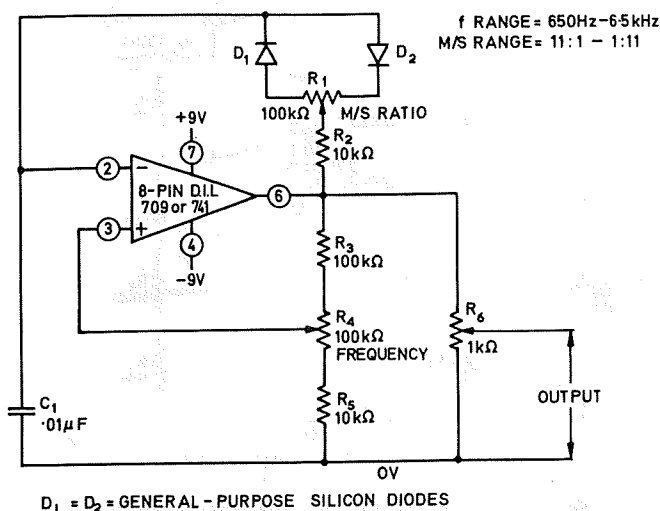 f RANGE = 650Hz-6·5kHz
M/S RANGE = 11:1 - 1:11
D1
D2
R1
100kΩ M/S RATIO
R2
10kΩ
+9V
7
2
-
8-PIN D.I.L
709 or 741
6
3
+
4
-9V
R3
100kΩ
R4
100kΩ
FREQUENCY
R6
1kΩ
R5
10kΩ
OUTPUT
C1
·01µF
0V
D1 = D2 = GENERAL-PURPOSE SILICON DIODES